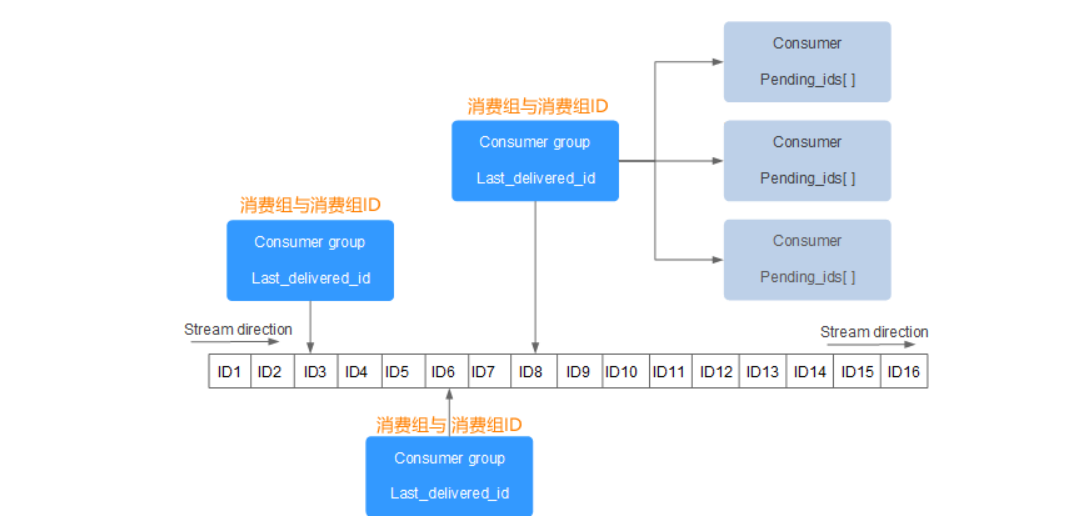 Consumer
Pending_ids[ ]
消费组与消费组ID
Consumer group
Last_delivered_id
Consumer
Pending_ids[ ]
消费组与消费组ID
Consumer group
Last_delivered_id
Consumer
Pending_ids[ ]
Stream direction
Stream direction
ID1 ID2 ID3 ID4 ID5 ID6 ID7 ID8 ID9 ID10 ID11 ID12 ID13 ID14 ID15 ID16
消费组与 消费组ID
Consumer group
Last_delivered_id